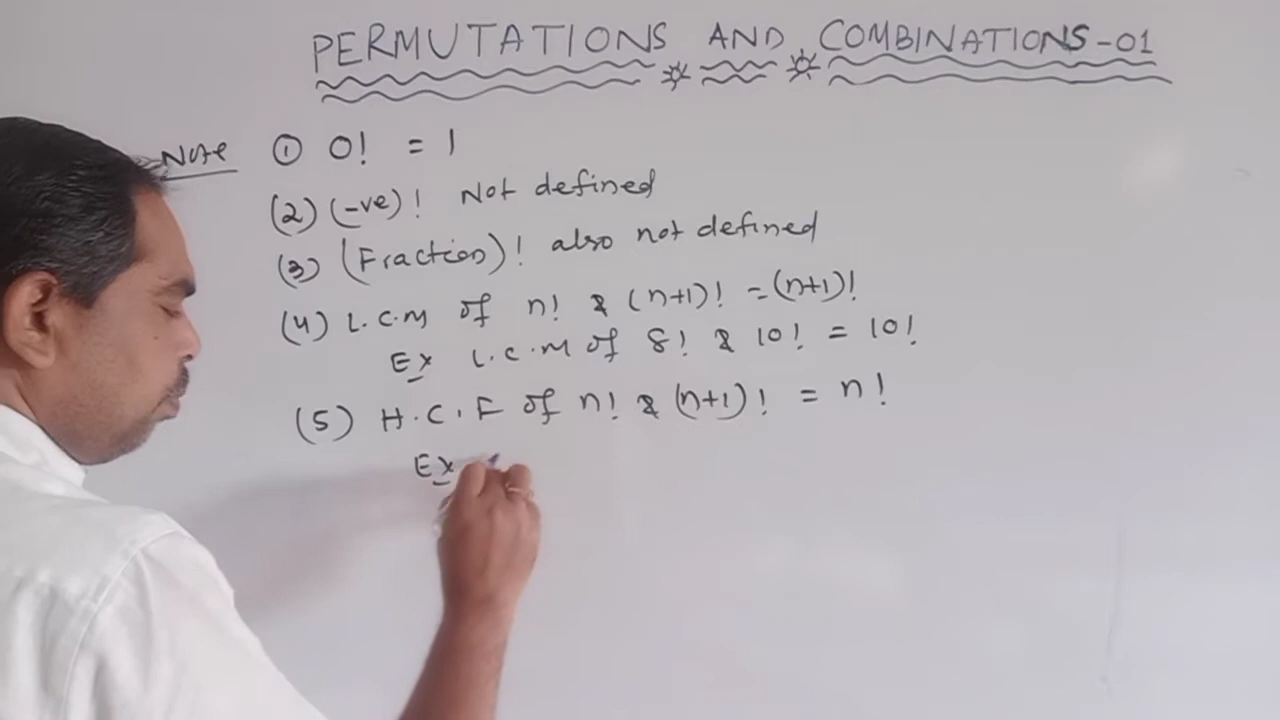 PERMUTATIONS AND COMBINATIONS-01
Note ① 0! = 1
(2) (-ve)! Not defined
(3) (Fraction)! also not defined
(4) L.C.M of n! & (n+1)! = (n+1)!
Ex L.C.M of 8! & 10! = 10!
(5) H.C.F of n! & (n+1)! = n!
Ex